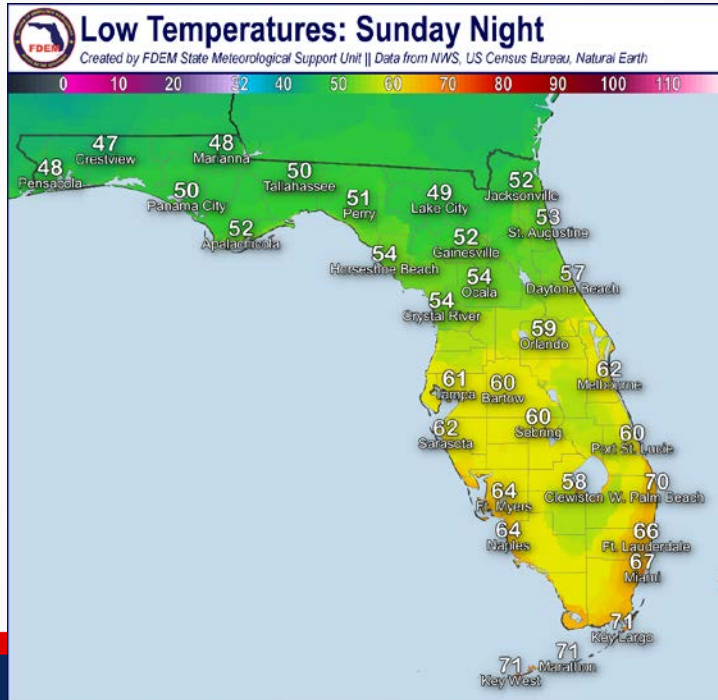 FDEM
Low Temperatures: Sunday Night
Created by FDEM State Meteorological Support Unit || Data from NWS, US Census Bureau, Natural Earth
0 10 20 32 40 50 60 70 80 90 100 110
47
Crestview
48
Marianna
48
Pensacola
50
Panama City
50
Tallahassee
51
Perry
49
Lake City
52
Jacksonville
52
Apalachicola
53
St. Augustine
52
Gainesville
54
Horseshoe Beach
54
Ocala
57
Daytona Beach
54
Crystal River
59
Orlando
61
Tampa
60
Bartow
62
Melbourne
62
Sarasota
60
Sebring
60
Port St. Lucie
64
Ft. Myers
58
Clewiston
70
W. Palm Beach
64
Naples
66
Ft. Lauderdale
67
Miami
71
Key Largo
71
Marathon
71
Key West